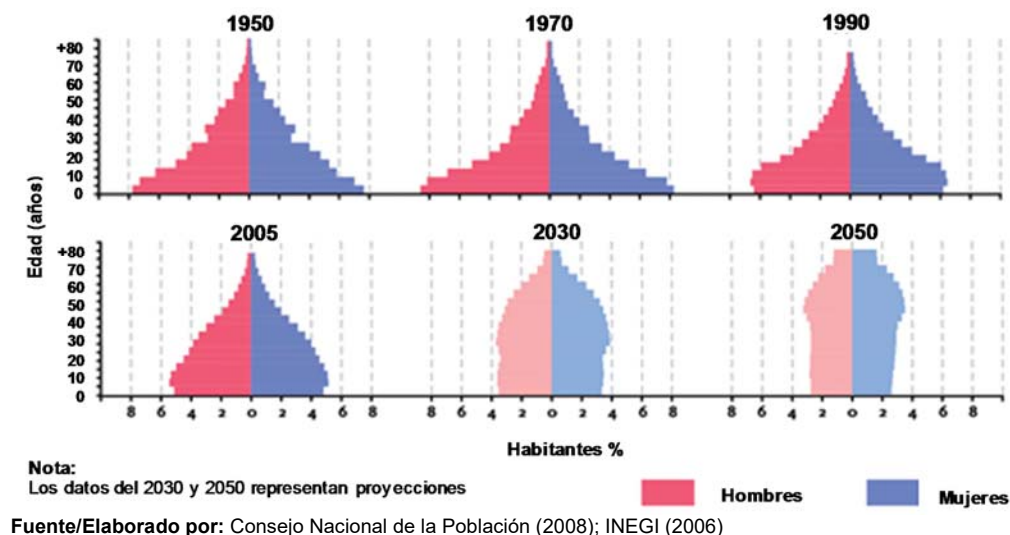 1950 1970 1990
+80
70
60
50
40
30
20
10
0
Edad (años)
2005 2030 2050
+80
70
60
50
40
30
20
10
0
8 6 4 2 0 2 4 6 8 8 6 4 2 0 2 4 6 8 8 6 4 2 0 2 4 6 8
Habitantes %
Nota:
Los datos del 2030 y 2050 representan proyecciones
Hombres Mujeres
Fuente/Elaborado por: Consejo Nacional de la Población (2008); INEGI (2006)